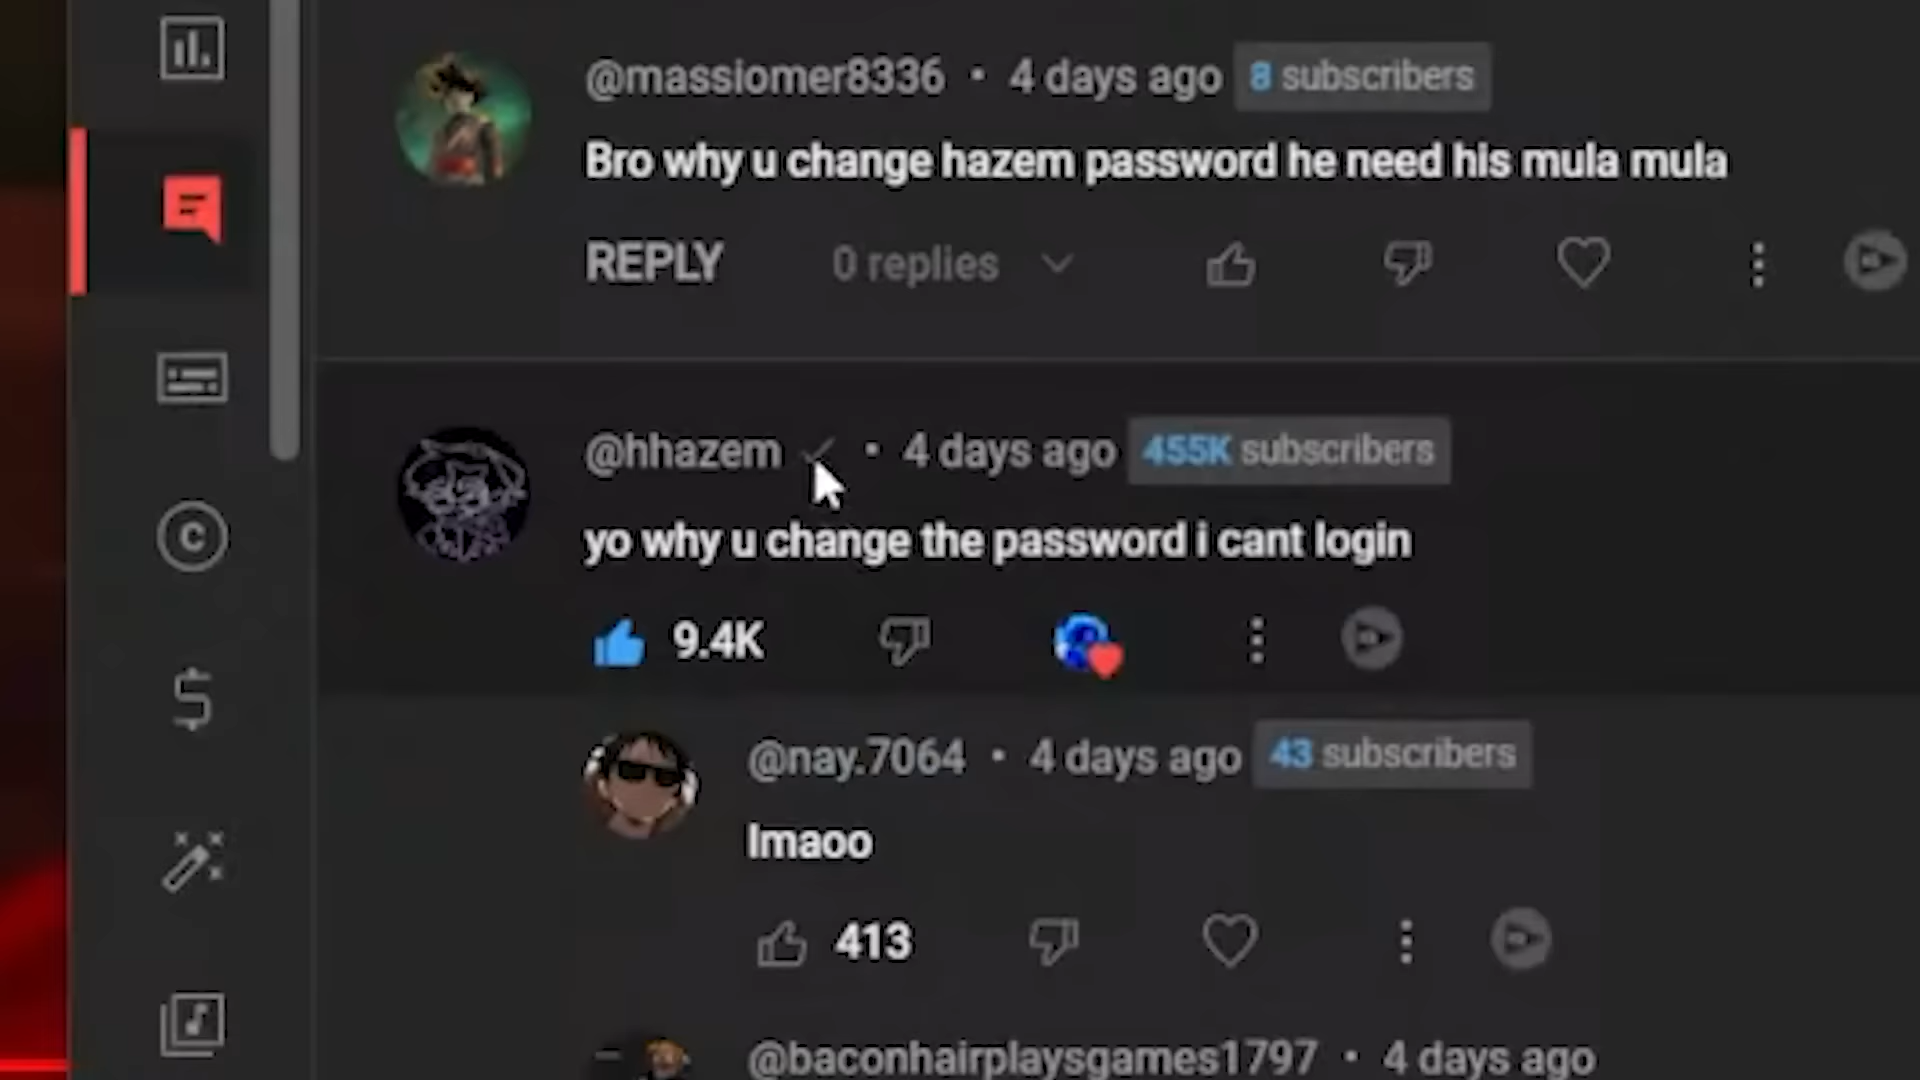 @massiomer8336 • 4 days ago 8 subscribers
Bro why u change hazem password he need his mula mula
REPLY 0 replies
@hhazem • 4 days ago 455K subscribers
yo why u change the password i cant login
9.4K
@nay.7064 • 4 days ago 43 subscribers
lmaoo
413
@baconhairplaysgames1797 • 4 days ago